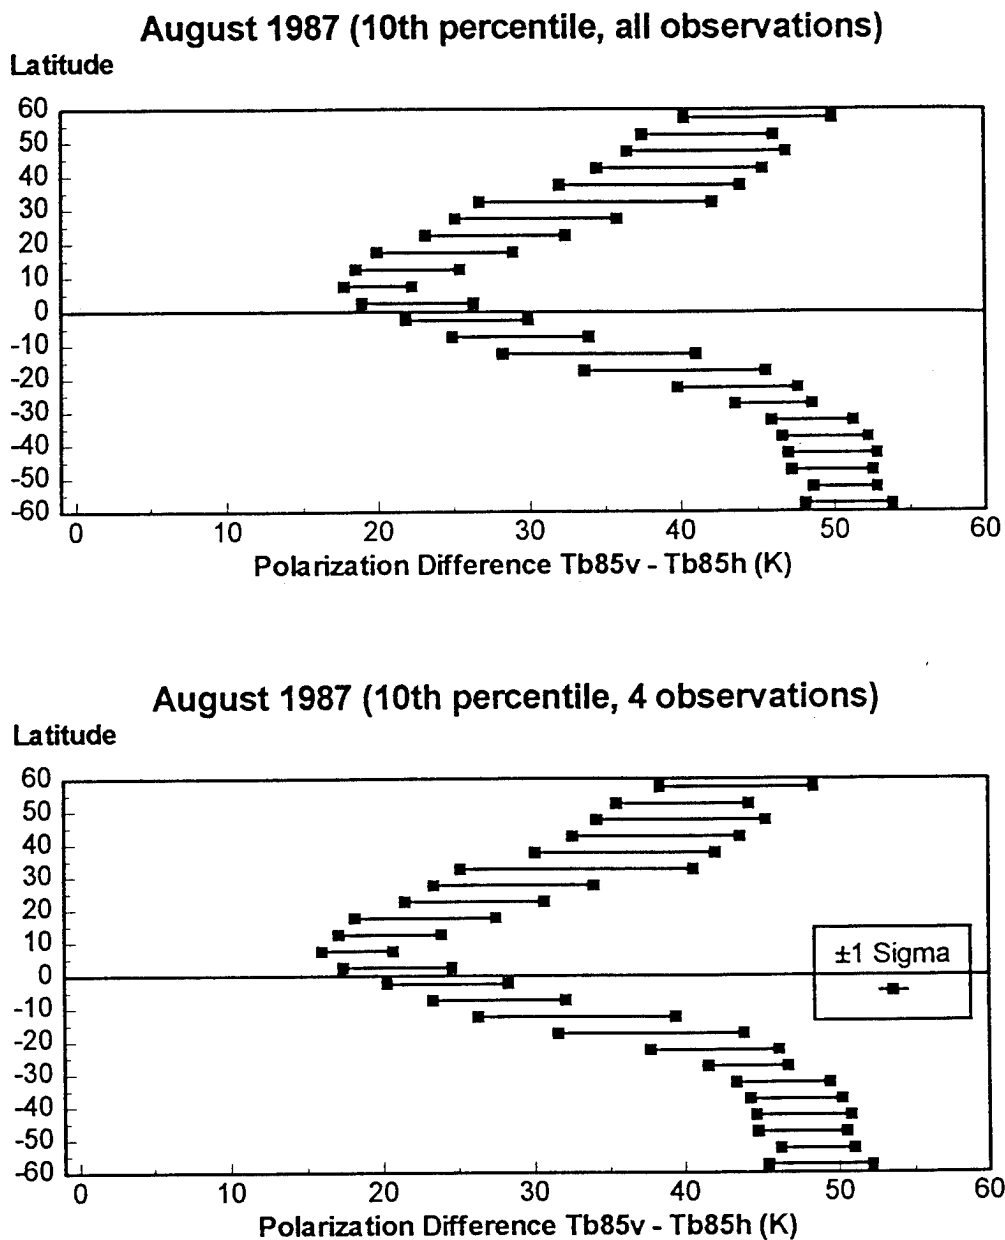 August 1987 (10th percentile, all observations)
Latitude
60
50
40
30
20
10
0
-10
-20
-30
-40
-50
-60
0 10 20 30 40 50 60
Polarization Difference Tb85v - Tb85h (K)
August 1987 (10th percentile, 4 observations)
Latitude
60
50
40
30
20
10
0
-10
-20
-30
-40
-50
-60
±1 Sigma
0 10 20 30 40 50 60
Polarization Difference Tb85v - Tb85h (K)